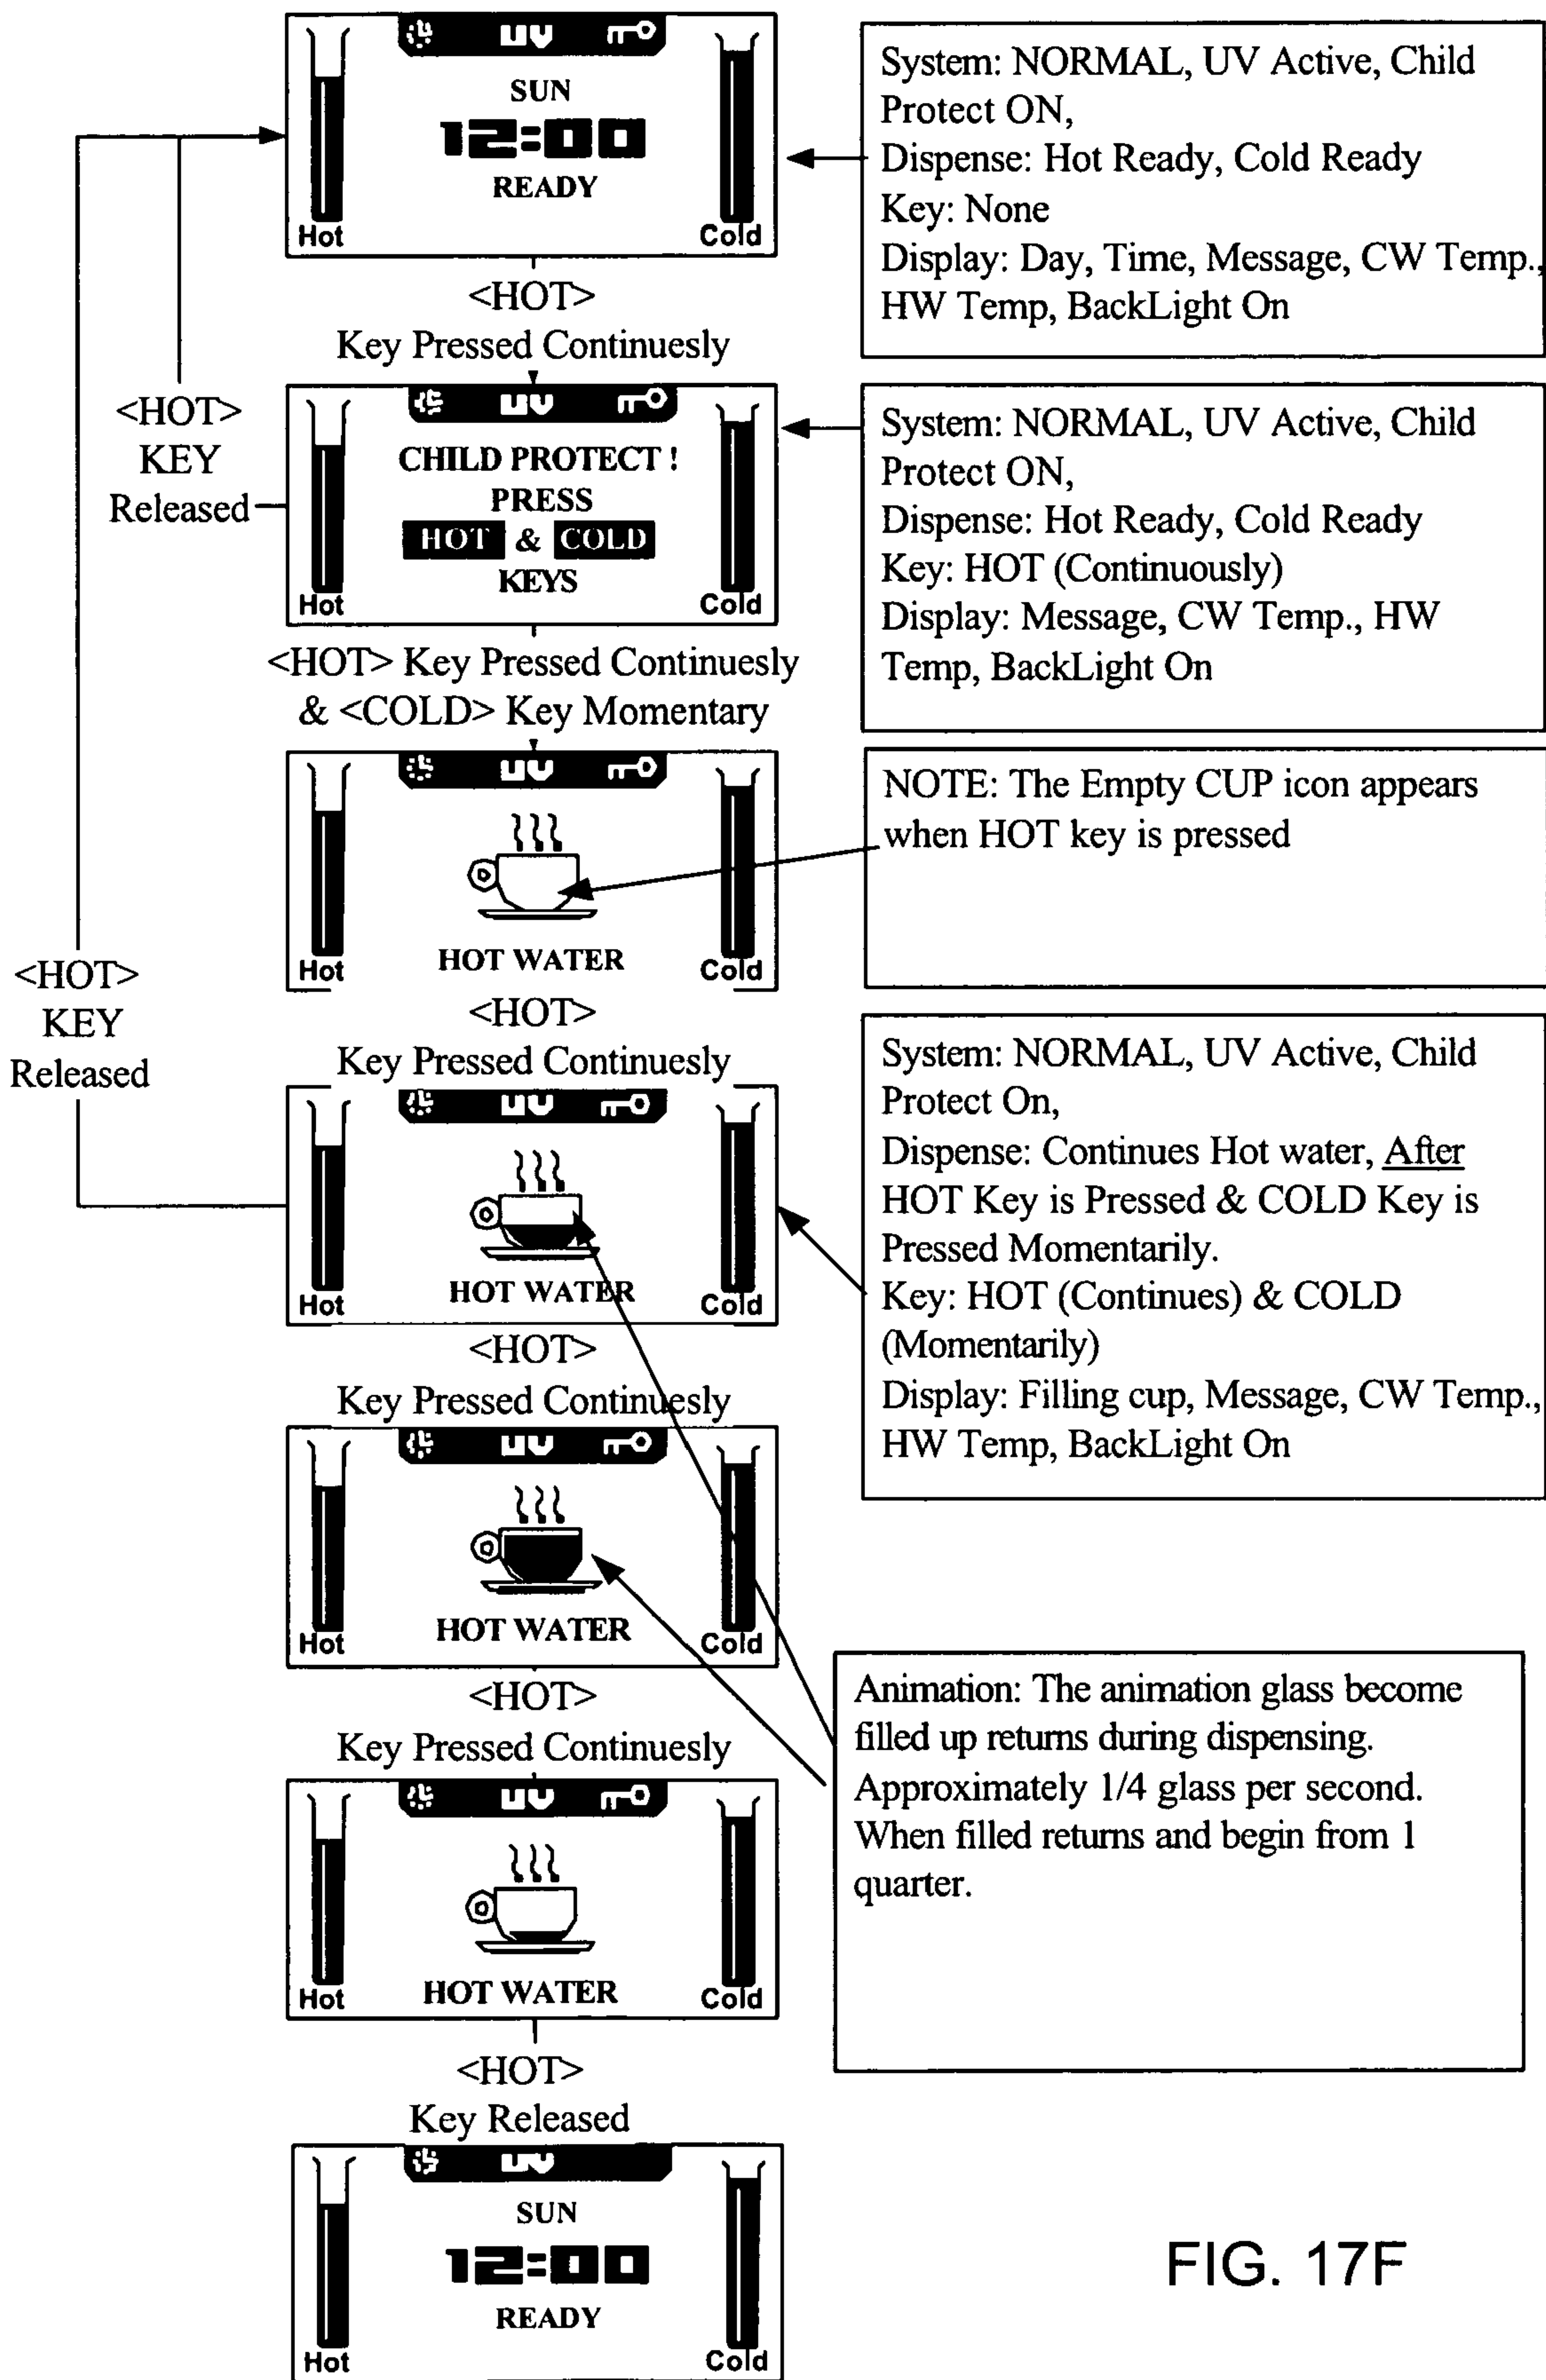 UV
SUN
12:00
READY
Hot
Cold
System: NORMAL, UV Active, Child
Protect ON,
Dispense: Hot Ready, Cold Ready
Key: None
Display: Day, Time, Message, CW Temp.,
HW Temp, BackLight On
<HOT>
Key Pressed Continuesly
<HOT>
KEY
Released
UV
CHILD PROTECT !
PRESS
HOT & COLD
KEYS
Hot
Cold
System: NORMAL, UV Active, Child
Protect ON,
Dispense: Hot Ready, Cold Ready
Key: HOT (Continuously)
Display: Message, CW Temp., HW
Temp, BackLight On
<HOT> Key Pressed Continuesly
& <COLD> Key Momentary
UV
HOT WATER
Hot
Cold
NOTE: The Empty CUP icon appears
when HOT key is pressed
<HOT>
KEY
Released
<HOT>
Key Pressed Continuesly
UV
HOT WATER
Hot
Cold
System: NORMAL, UV Active, Child
Protect On,
Dispense: Continues Hot water, After
HOT Key is Pressed & COLD Key is
Pressed Momentarily.
Key: HOT (Continues) & COLD
(Momentarily)
Display: Filling cup, Message, CW Temp.,
HW Temp, BackLight On
<HOT>
Key Pressed Continuesly
UV
HOT WATER
Hot
Cold
<HOT>
Key Pressed Continuesly
Animation: The animation glass become
filled up returns during dispensing.
Approximately 1/4 glass per second.
When filled returns and begin from 1
quarter.
UV
HOT WATER
Hot
Cold
<HOT>
Key Released
UV
SUN
12:00
READY
Hot
Cold
FIG. 17F